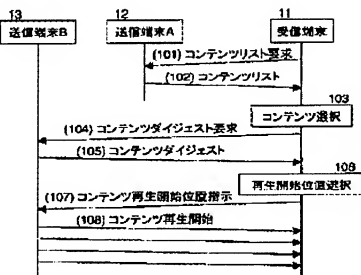 13
送信端末B
12
送信端末A
11
受信端末
(101) コンテンツリスト要求
(102) コンテンツリスト
103
コンテンツ選択
(104) コンテンツダイジェスト要求
(105) コンテンツダイジェスト
106
再生開始位置選択
(107) コンテンツ再生開始位置指示
(108) コンテンツ再生開始